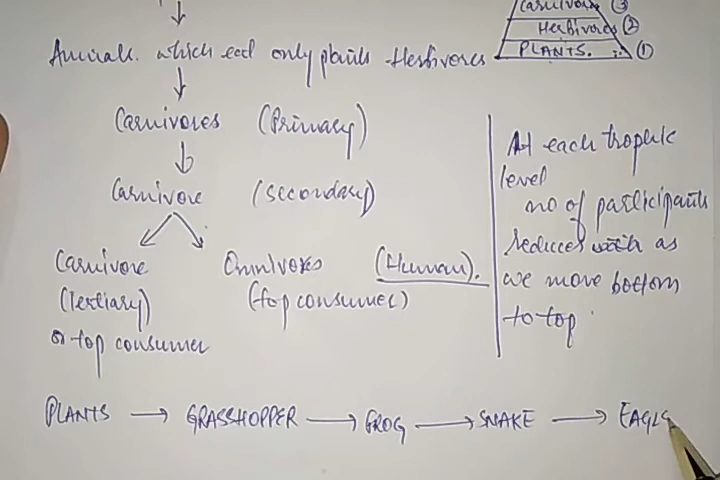 Carnivores ③
Herbivores ②
PLANTS. ①
Animals. which eat only plants Herbivores
Carnivores (Primary)
Carnivore (Secondary)
Carnivore (Tertiary) or top consumer
Omnivores (top consumer) (Human).
At each trophic
level
no of participants
reduces as
we move bottom
to top.
PLANTS → GRASSHOPPER → FROG → SNAKE → EAGLE